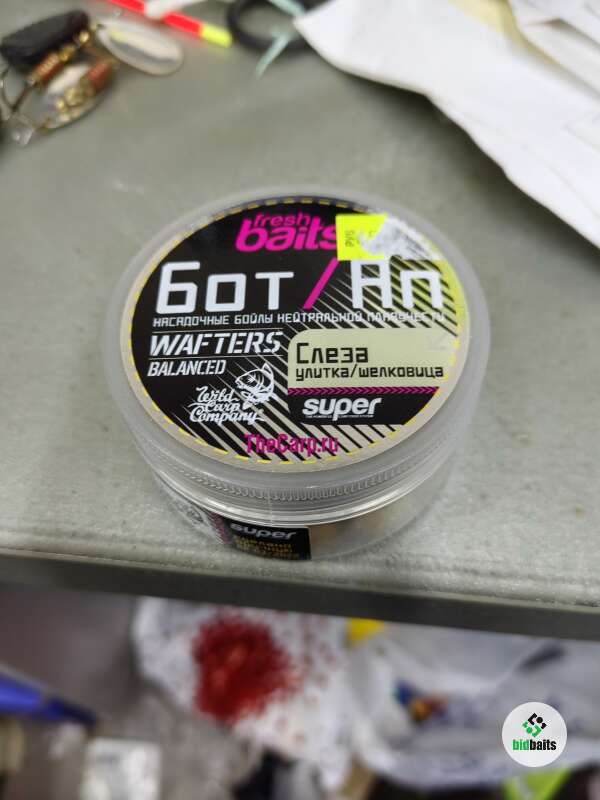 fresh
baits
Бот/Ап
НАСАДОЧНЫЕ БОЙЛЫ НЕЙТРАЛЬНОЙ ПЛАВУЧЕСТИ
WAFTERS
BALANCED
Слеза
улитка/шелковица
Wild
Carp
Company
super
TheCarp.ru
super
bidbaits